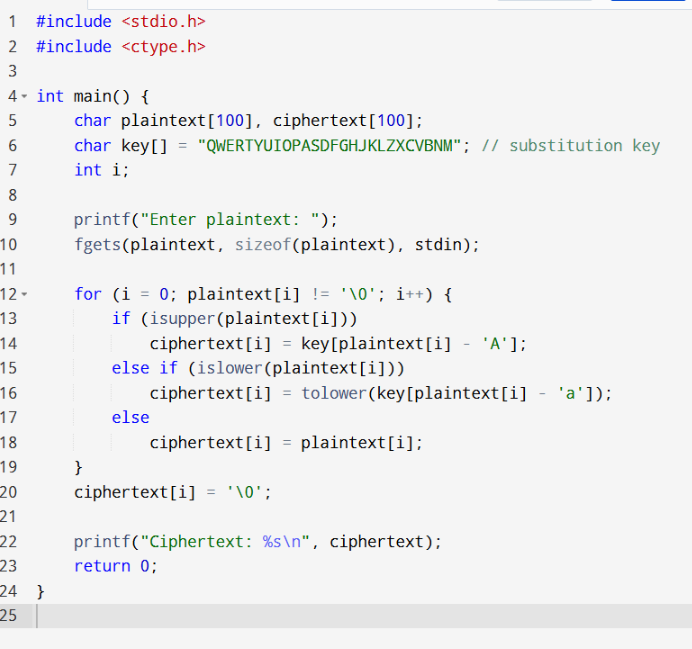 1 #include <stdio.h>
2 #include <ctype.h>
3
4 int main() {
5     char plaintext[100], ciphertext[100];
6     char key[] = "QWERTYUIOPASDFGHJKLZXCVBNM"; // substitution key
7     int i;
8
9     printf("Enter plaintext: ");
10     fgets(plaintext, sizeof(plaintext), stdin);
11
12     for (i = 0; plaintext[i] != '\0'; i++) {
13         if (isupper(plaintext[i]))
14             ciphertext[i] = key[plaintext[i] - 'A'];
15         else if (islower(plaintext[i]))
16             ciphertext[i] = tolower(key[plaintext[i] - 'a']);
17         else
18             ciphertext[i] = plaintext[i];
19     }
20     ciphertext[i] = '\0';
21
22     printf("Ciphertext: %s\n", ciphertext);
23     return 0;
24 }
25